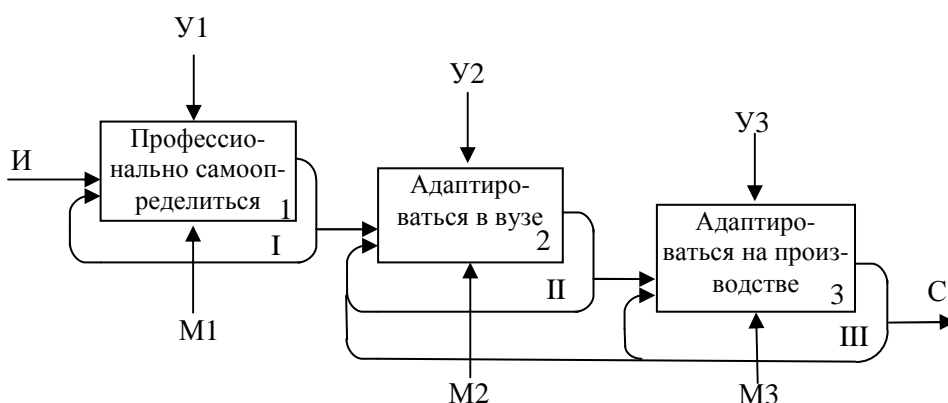 У1
Профессио-
нально самооп-
ределиться
1
И
I
М1
У2
Адаптиро-
ваться в вузе
2
II
М2
У3
Адаптиро-
ваться на произ-
водстве
3
С
III
М3